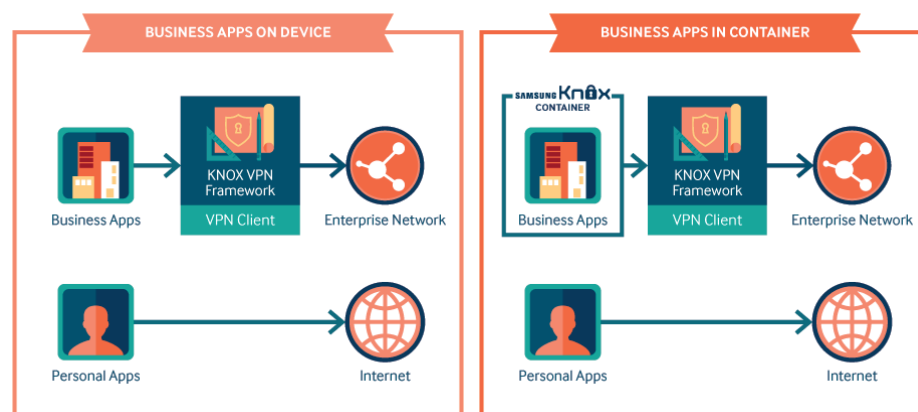 BUSINESS APPS ON DEVICE
KNOX VPN
Framework
VPN Client
Business Apps
Enterprise Network
Personal Apps
Internet
BUSINESS APPS IN CONTAINER
SAMSUNG Knox
CONTAINER
KNOX VPN
Framework
VPN Client
Business Apps
Enterprise Network
Personal Apps
Internet